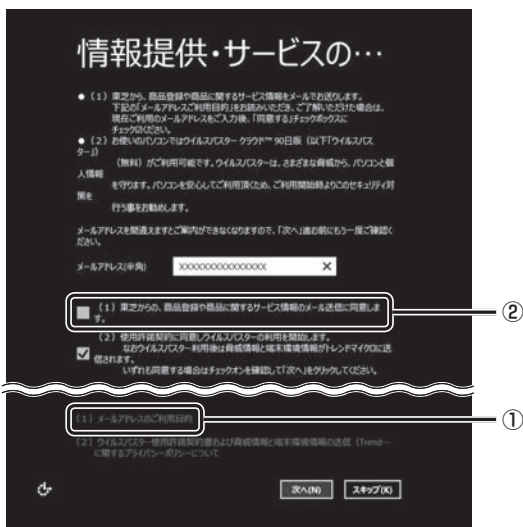 情報提供・サービスの…
● (1) 東芝から、商品登録や商品に関するサービス情報をメールでお送りします。
下記の「メールアドレスご利用目的」をお読みいただき、ご了解いただけた場合は、
現在ご利用のメールアドレスをご入力後、「同意する」チェックボックスに
チェックください。
● (2) お使いのパソコンではウイルスバスター クラウド™ 90日版 (以下「ウイルスバス
ター」)
(無料) がご利用可能です。ウイルスバスターは、さまざまな脅威から、パソコンと個
人情報
を守ります。パソコンを安心してご利用頂くため、ご利用開始時よりこのセキュリティ対
策を
行う事をお勧めします。
メールアドレスを間違えますとご案内ができなくなりますので、「次へ」進む前にもう一度ご確認く
ださい。
メールアドレス(半角) XXXXXXXXXXXXXXX ×
(1) 東芝からの、商品登録や商品に関するサービス情報のメール送信に同意しま
す。
②
(2) 使用許諾契約に同意しウイルスバスターの利用を開始します。
なおウイルスバスター利用後は脅威情報と端末環境情報がトレンドマイクロに送
信されます。
いずれも同意する場合はチェックオンを確認して「次へ」をクリックしてください。
(1) メールアドレスのご利用目的
①
(2) ウイルスバスター使用許諾契約書および脅威情報と端末環境情報の送信 (Trend…
に関するプライバシーポリシーについて
次へ(N) スキップ(K)